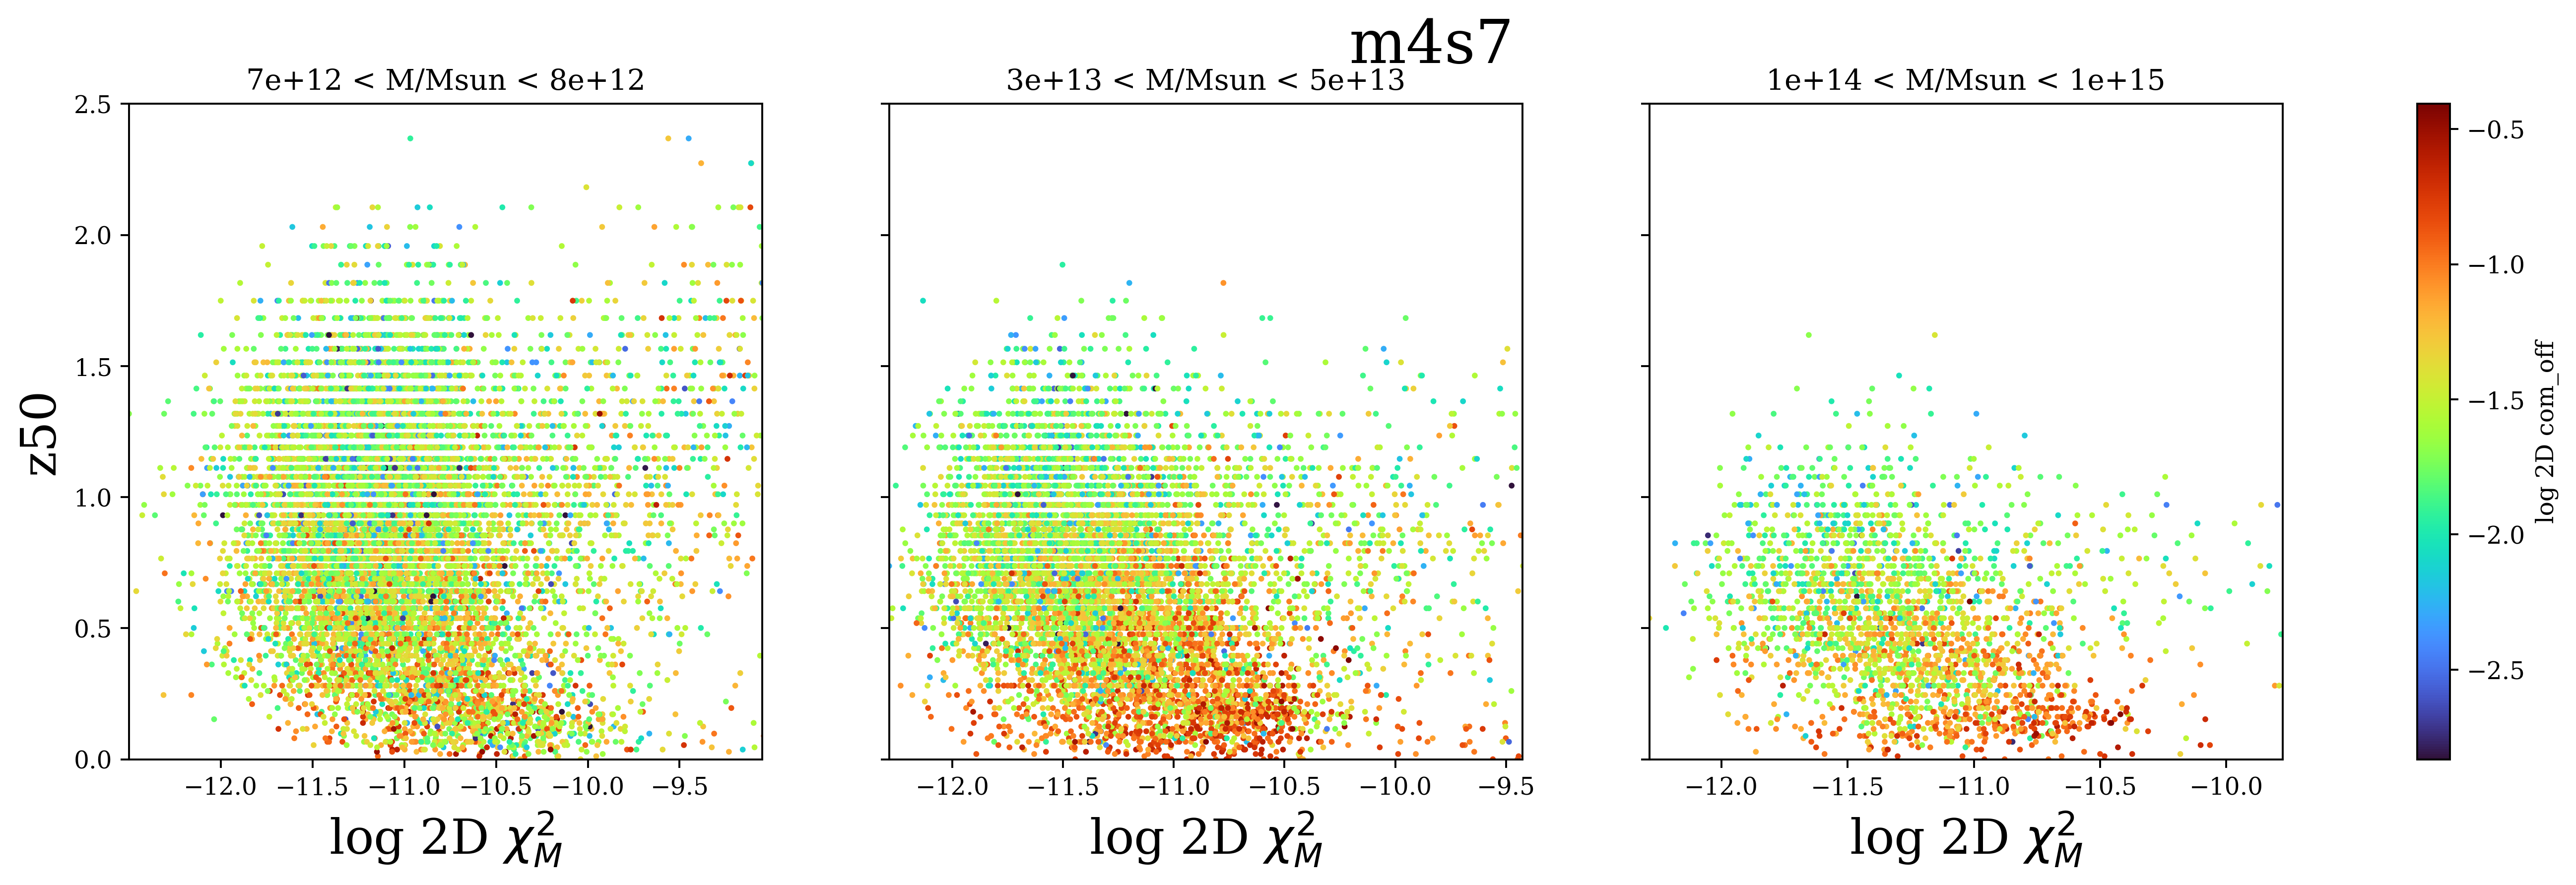 m4s7
7e+12 < M/Msun < 8e+12
3e+13 < M/Msun < 5e+13
1e+14 < M/Msun < 1e+15
z50
2.5
2.0
1.5
1.0
0.5
0.0
−12.0 −11.5 −11.0 −10.5 −10.0 −9.5
−12.0 −11.5 −11.0 −10.5 −10.0 −9.5
−12.0 −11.5 −11.0 −10.5 −10.0
log 2D χ²_M
log 2D χ²_M
log 2D χ²_M
−0.5
−1.0
−1.5
−2.0
−2.5
log 2D com_off